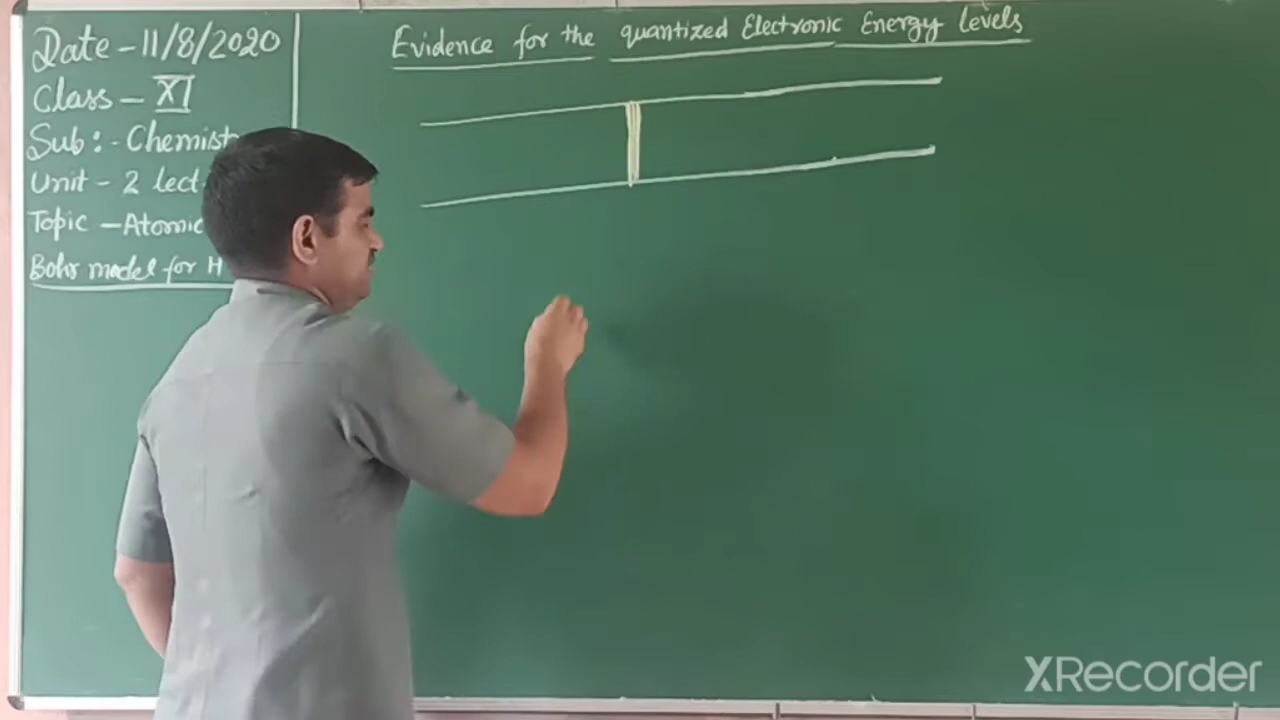 Date - 11/8/2020
Class - XI
Sub: - Chemist
Unit - 2 lect
Topic - Atomic
Bohr model for H
Evidence for the quantized Electronic Energy Levels
XRecorder